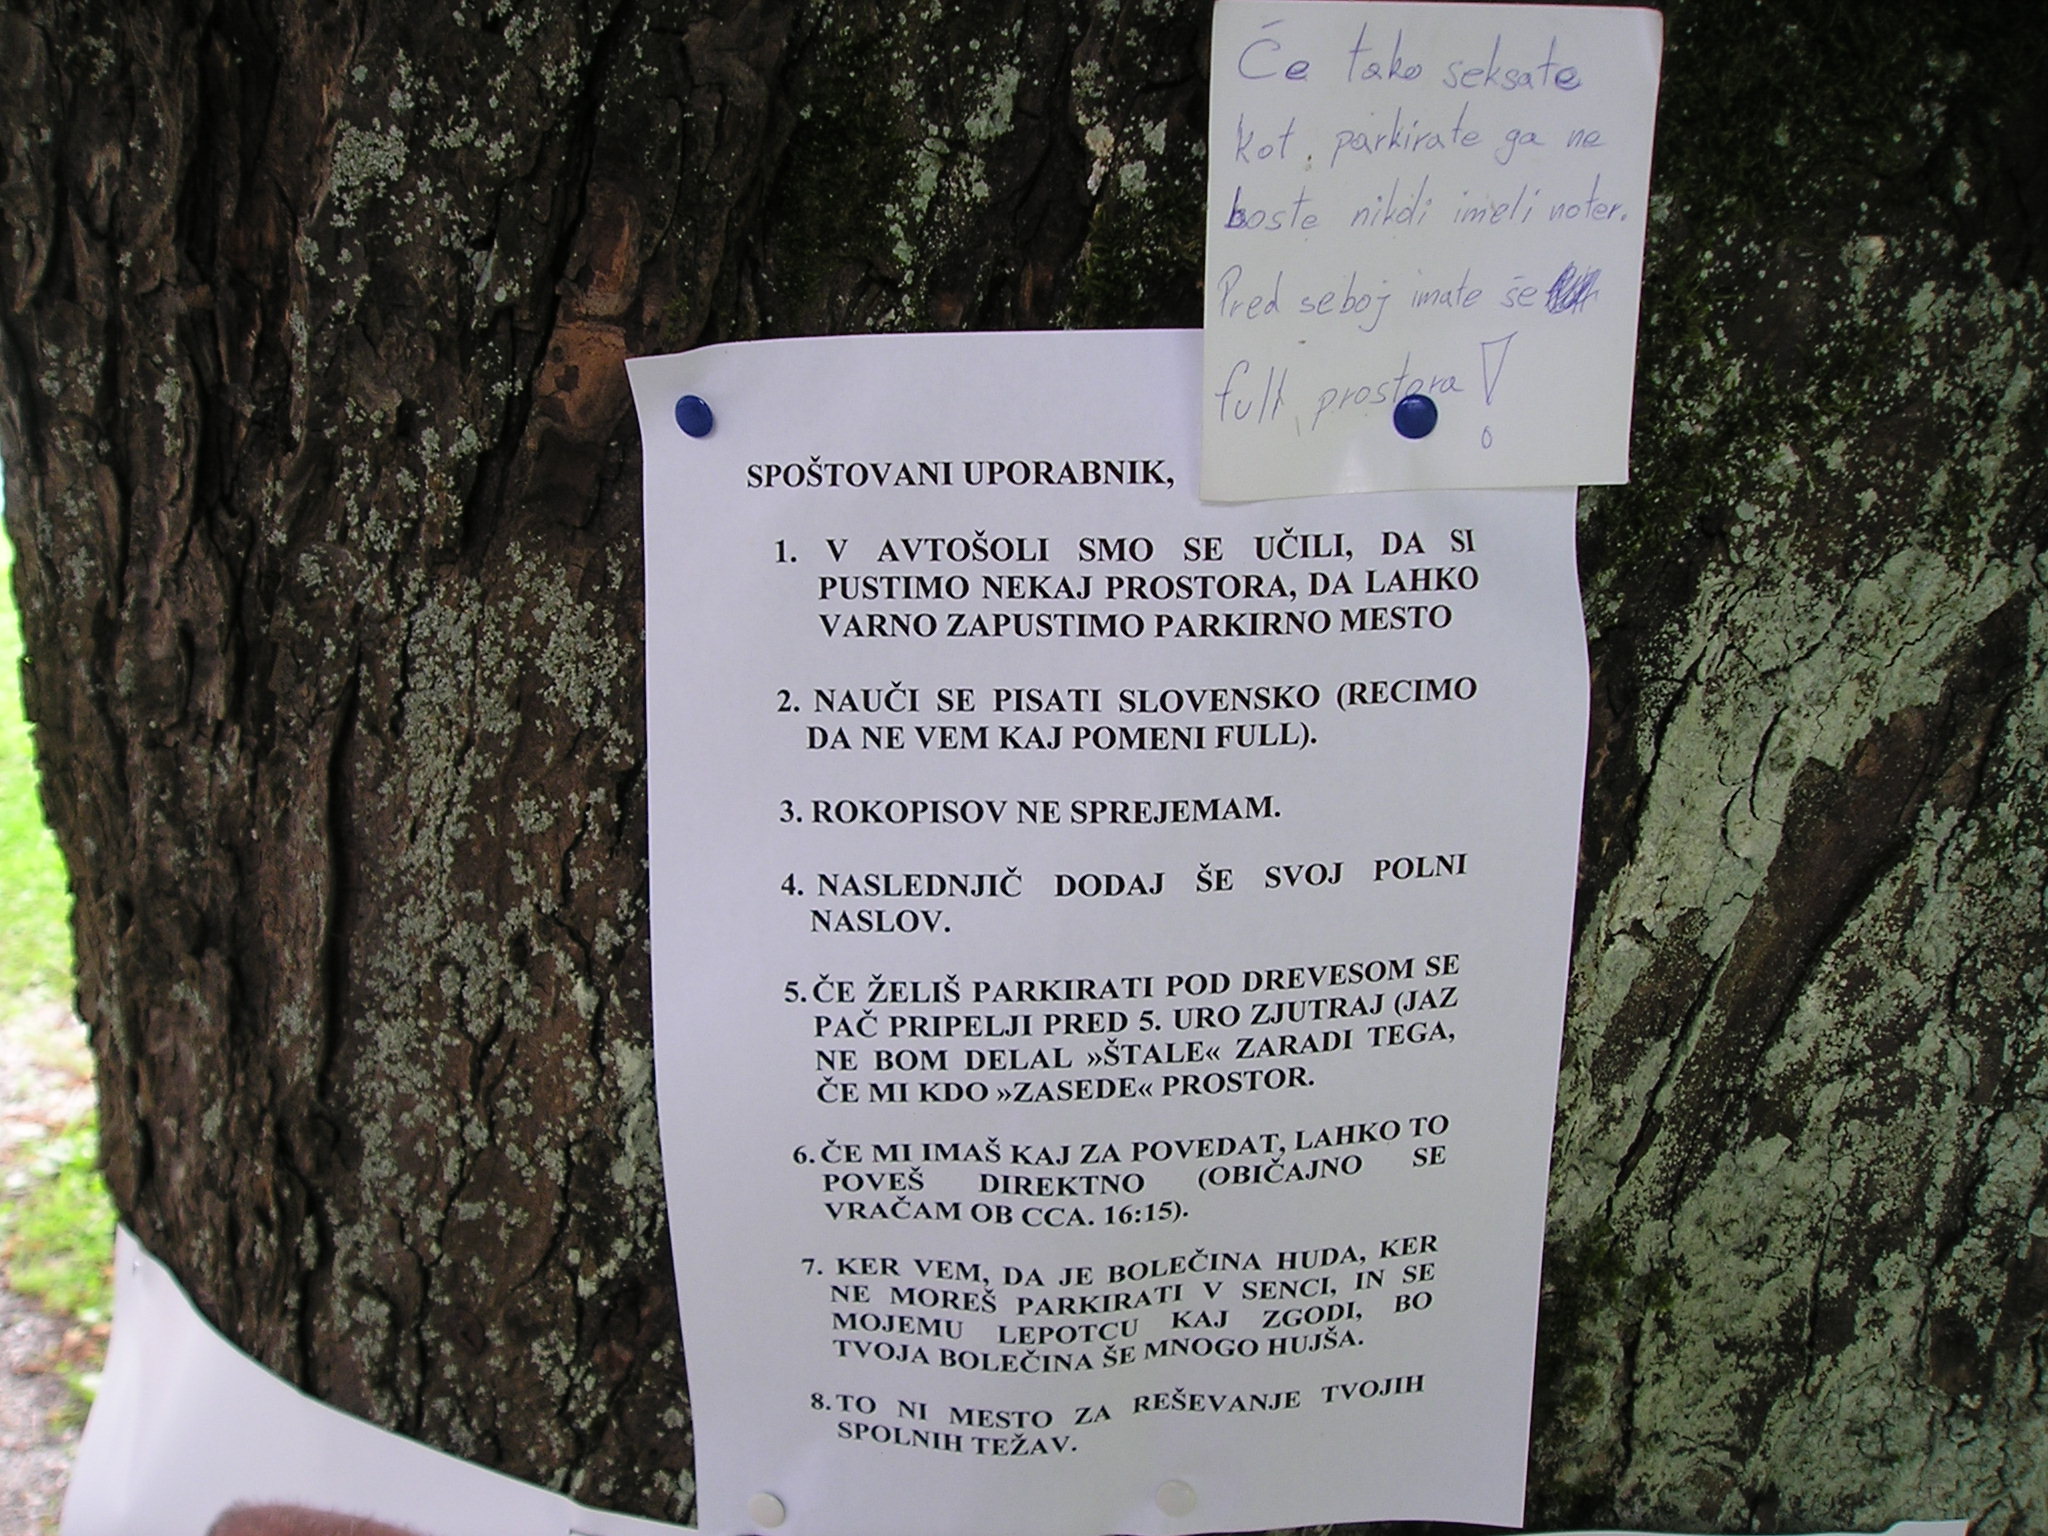 Če tako seksate
kot parkirate ga ne
boste nikdi imeli noter.
Pred seboj imate še
full prostora!
SPOŠTOVANI UPORABNIK,
1. V AVTOŠOLI SMO SE UČILI, DA SI
PUSTIMO NEKAJ PROSTORA, DA LAHKO
VARNO ZAPUSTIMO PARKIRNO MESTO
2. NAUČI SE PISATI SLOVENSKO (RECIMO
DA NE VEM KAJ POMENI FULL).
3. ROKOPISOV NE SPREJEMAM.
4. NASLEDNJIČ DODAJ ŠE SVOJ POLNI
NASLOV.
5. ČE ŽELIŠ PARKIRATI POD DREVESOM SE
PAČ PRIPELJI PRED 5. URO ZJUTRAJ (JAZ
NE BOM DELAL »ŠTALE« ZARADI TEGA,
ČE MI KDO »ZASEDE« PROSTOR.
6. ČE MI IMAŠ KAJ ZA POVEDAT, LAHKO TO
POVEŠ DIREKTNO (OBIČAJNO SE
VRAČAM OB CCA. 16:15).
7. KER VEM, DA JE BOLEČINA HUDA, KER
NE MOREŠ PARKIRATI V SENCI, IN SE
MOJEMU LEPOTCU KAJ ZGODI, BO
TVOJA BOLEČINA ŠE MNOGO HUJŠA.
8. TO NI MESTO ZA REŠEVANJE TVOJIH
SPOLNIH TEŽAV.